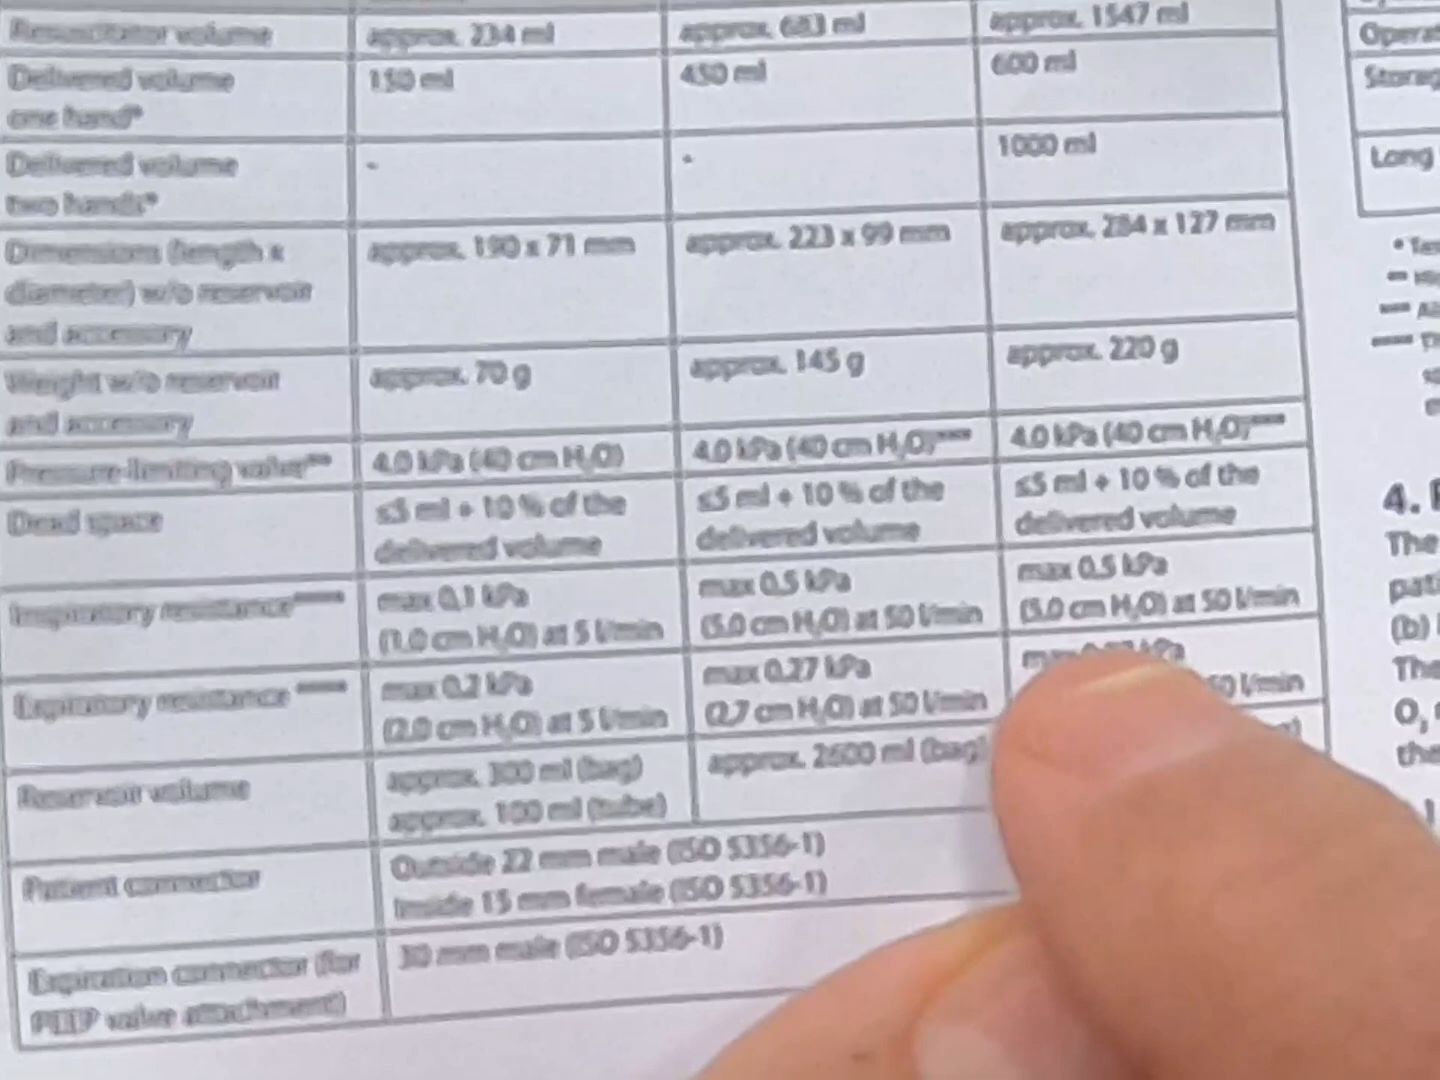 Resuscitator volume approx. 234 ml approx. 683 ml approx. 1547 ml
Delivered volume 150 ml 450 ml 600 ml
one hand*
Delivered volume - - 1000 ml
two hands*
Dimensions (length x approx. 190 x 71 mm approx. 223 x 99 mm approx. 284 x 127 mm
diameter) w/o reservoir
and accessory
Weight w/o reservoir approx. 70 g approx. 145 g approx. 220 g
and accessory
Pressure-limiting valve** 4.0 kPa (40 cm H₂O) 4.0 kPa (40 cm H₂O)**** 4.0 kPa (40 cm H₂O)****
Dead space ≤5 ml + 10 % of the ≤5 ml + 10 % of the ≤5 ml + 10 % of the
delivered volume delivered volume delivered volume
Inspiratory resistance max 0,1 kPa max 0.5 kPa max 0.5 kPa
(1.0 cm H₂O) at 5 l/min (5.0 cm H₂O) at 50 l/min (5.0 cm H₂O) at 50 l/min
Expiratory resistance max 0.2 kPa max 0.27 kPa kPa
(2.0 cm H₂O) at 5 l/min (2.7 cm H₂O) at 50 l/min l/min
Reservoir volume approx. 300 ml (bag) approx. 2600 ml (bag)
approx. 100 ml (tube)
Patient connector Outside 22 mm male (ISO 5356-1)
Inside 15 mm female (ISO 5356-1)
Expiration connector (for 30 mm male (ISO 5356-1)
PEEP valve attachment)
Long
4.
The
(b)
The
O₂
the